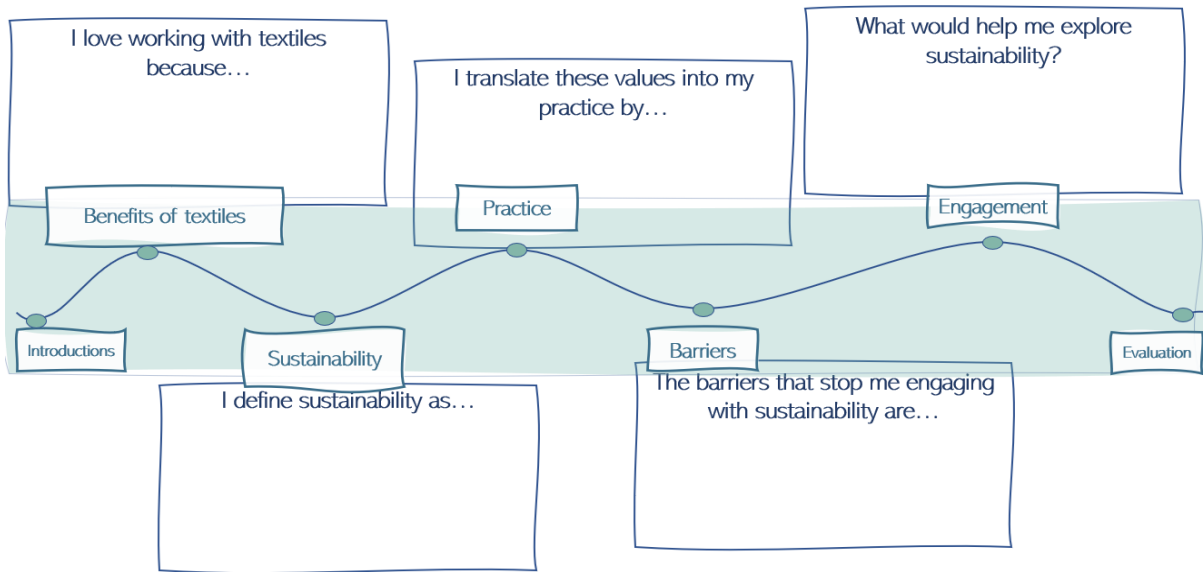 I love working with textiles
because…
Benefits of textiles
I translate these values into my
practice by…
Practice
What would help me explore
sustainability?
Engagement
Introductions
Sustainability
I define sustainability as…
Barriers
The barriers that stop me engaging
with sustainability are…
Evaluation